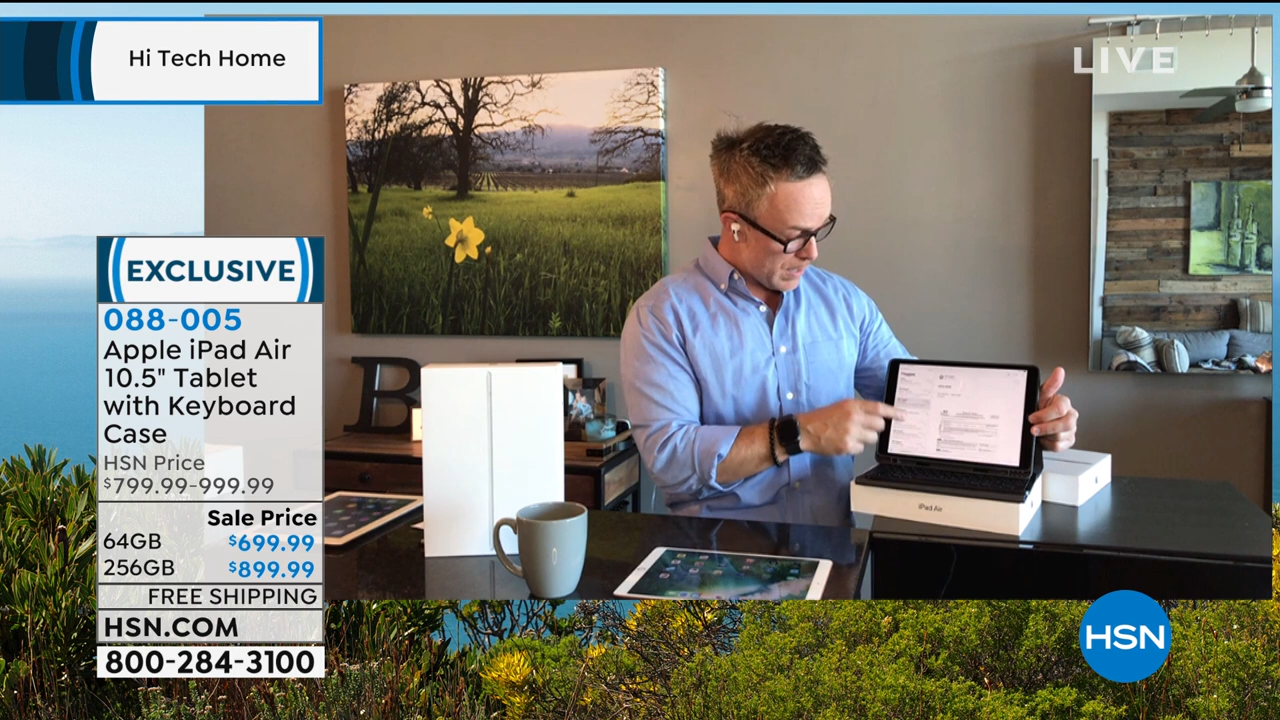 Hi Tech Home
LIVE
EXCLUSIVE
088-005
Apple iPad Air
10.5" Tablet
with Keyboard
Case
HSN Price
$799.99-999.99
Sale Price
64GB $699.99
256GB $899.99
FREE SHIPPING
HSN.COM
800-284-3100
B
iPad Air
HSN